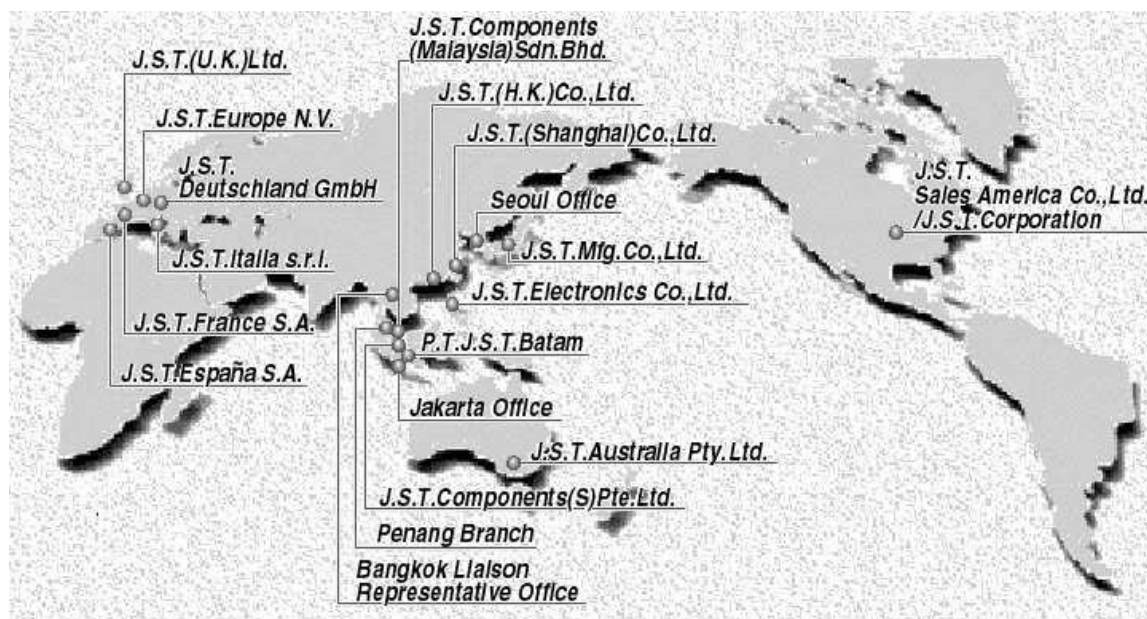 J.S.T.Components
(Malaysia)Sdn.Bhd.
J.S.T.(U.K.)Ltd.
J.S.T.(H.K.)Co.,Ltd.
J.S.T.Europe N.V.
J.S.T.(Shanghai)Co.,Ltd.
J.S.T.
Deutschland GmbH
J.S.T.
Sales America Co.,Ltd.
/J.S.T.Corporation
Seoul Office
J.S.T.Mfg.Co.,Ltd.
J.S.T.Italia s.r.l.
J.S.T.Electronics Co.,Ltd.
J.S.T.France S.A.
P.T.J.S.T.Batam
J.S.T.España S.A.
Jakarta Office
J.S.T.Australia Pty.Ltd.
J.S.T.Components(S)Pte.Ltd.
Penang Branch
Bangkok Liaison
Representative Office